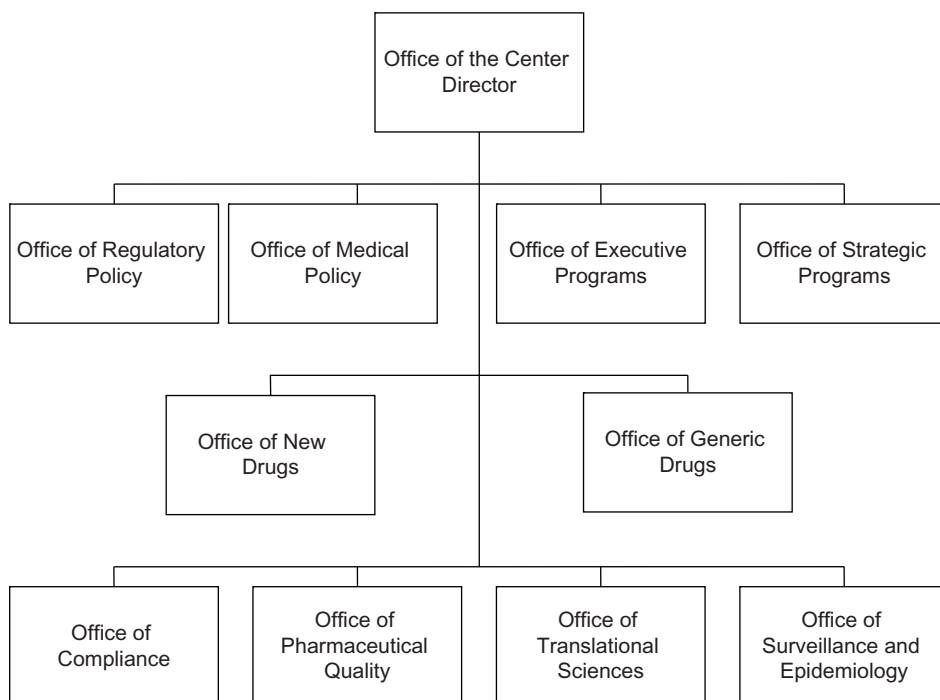 Office of the Center
Director
Office of Regulatory
Policy
Office of Medical
Policy
Office of Executive
Programs
Office of Strategic
Programs
Office of New
Drugs
Office of Generic
Drugs
Office of
Compliance
Office of
Pharmaceutical
Quality
Office of
Translational
Sciences
Office of
Surveillance and
Epidemiology